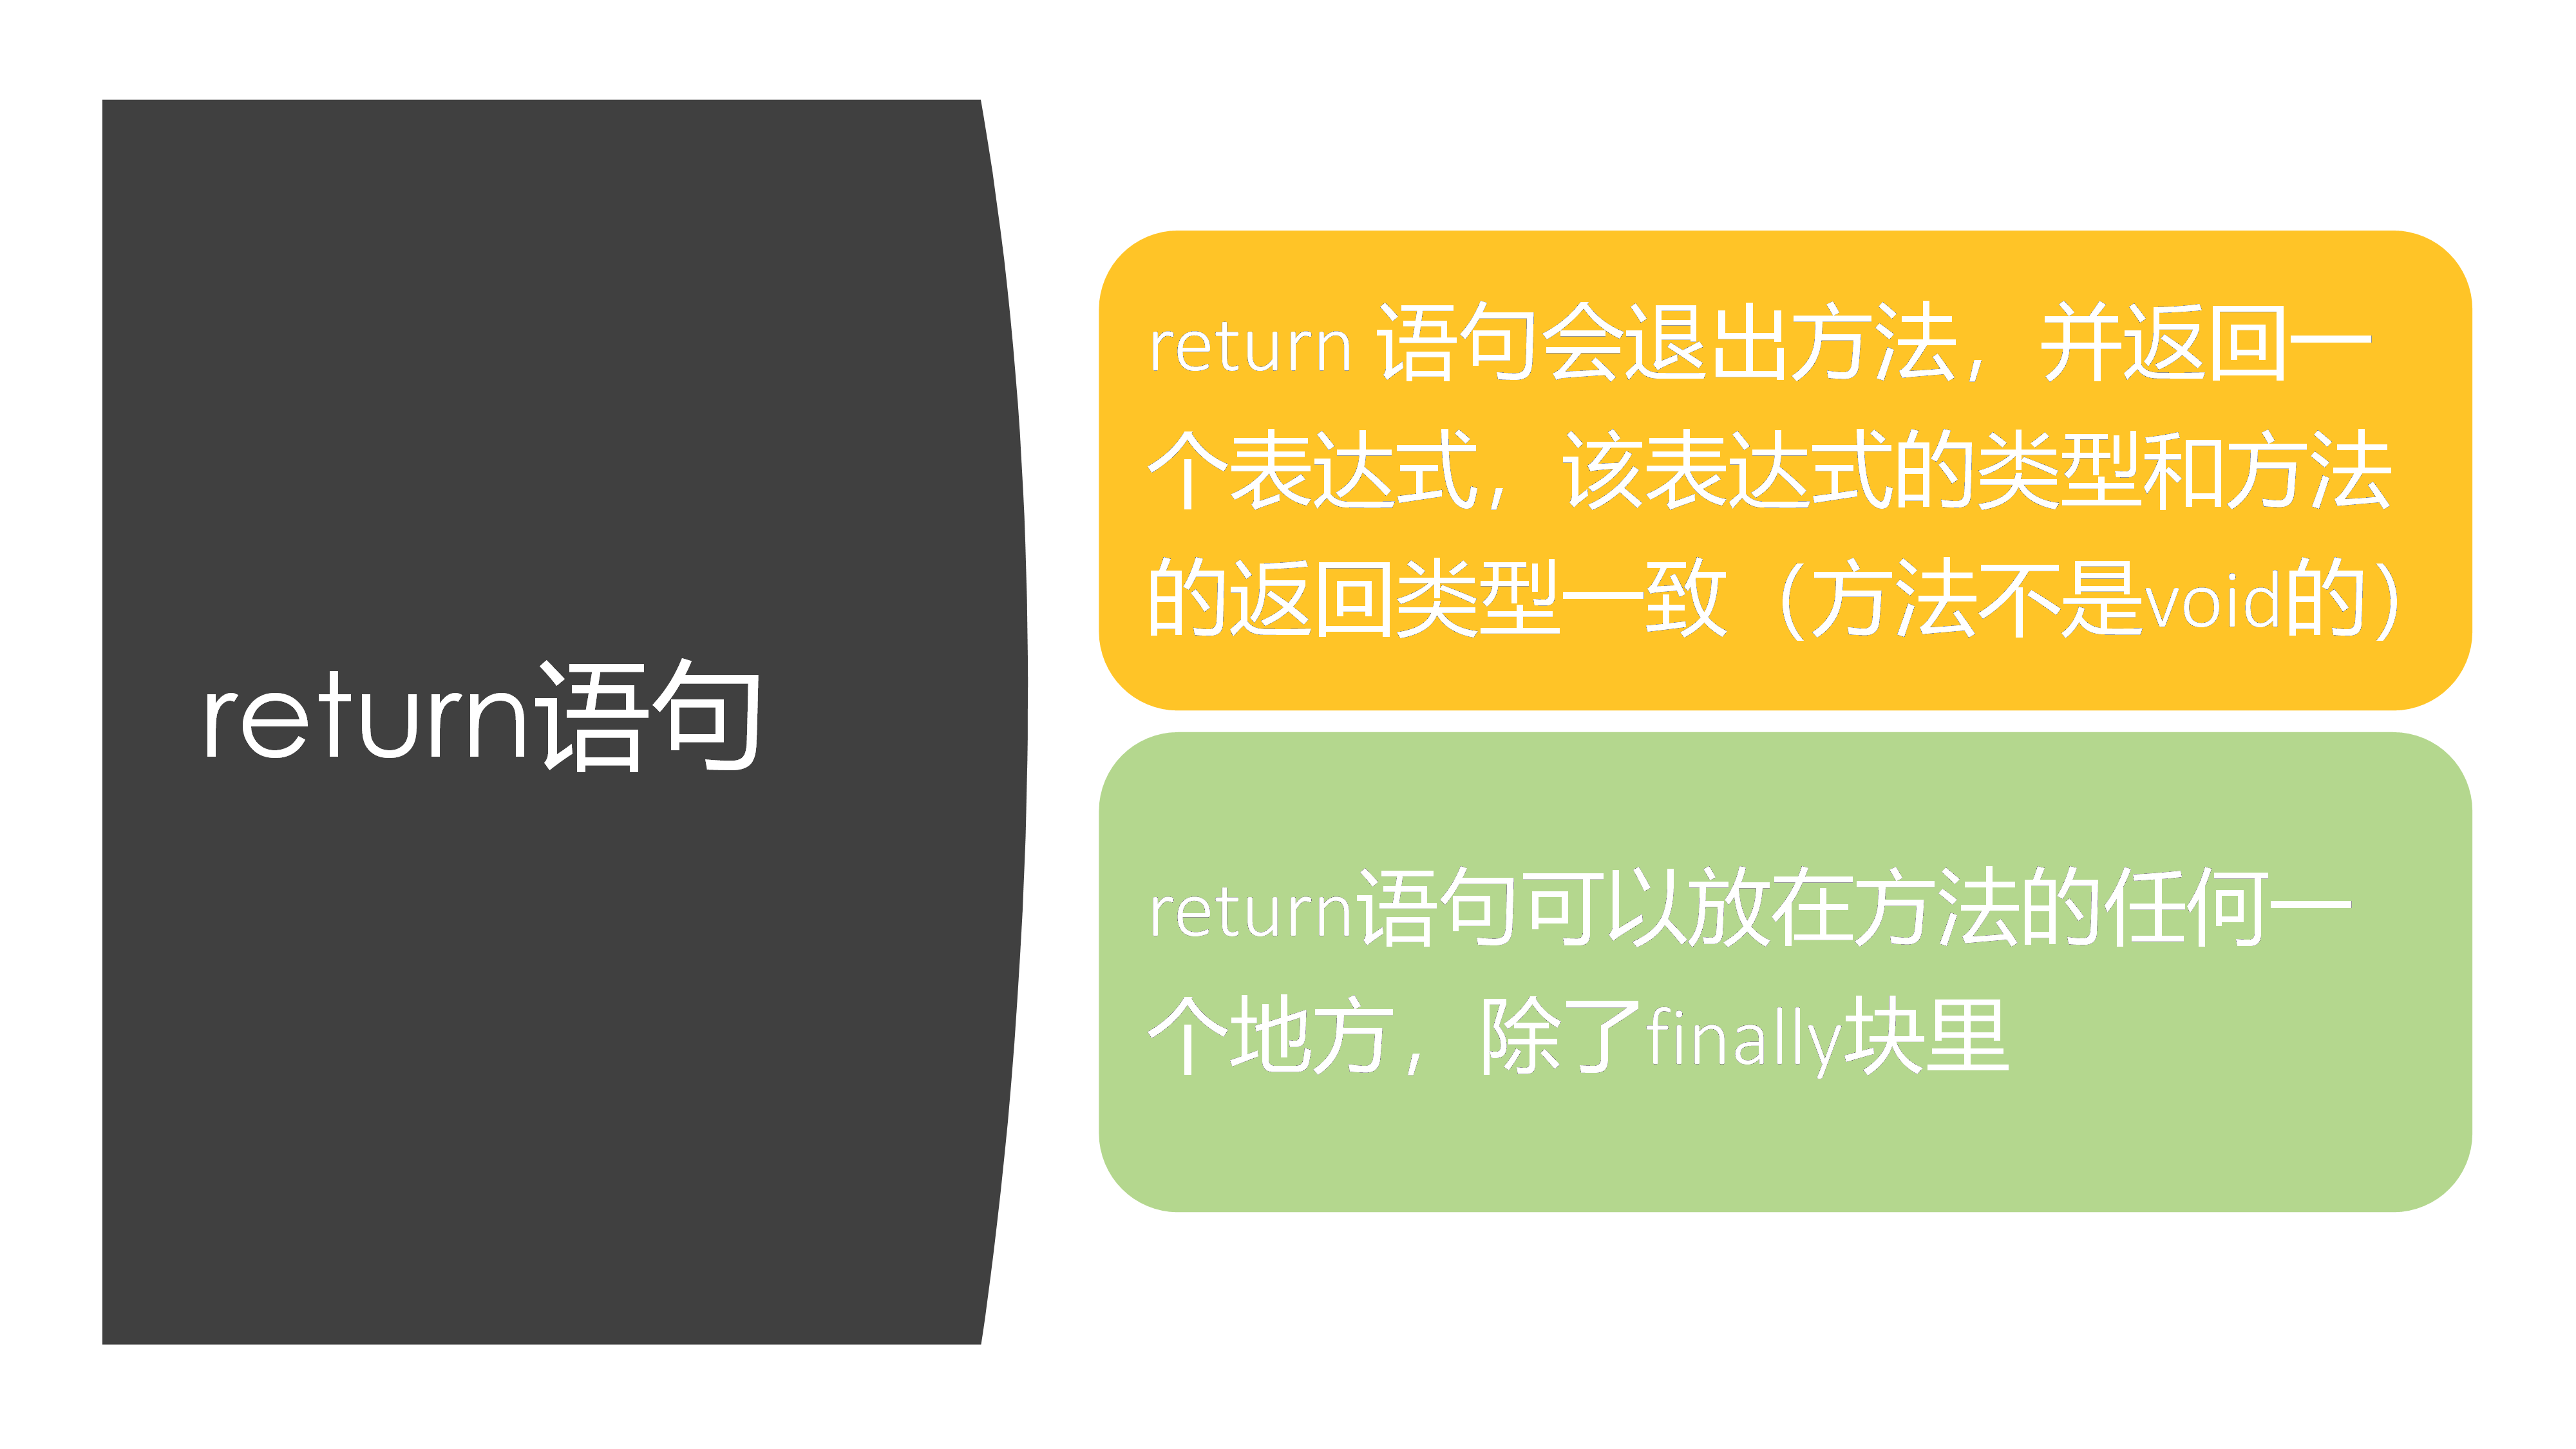 return语句
return 语句会退出方法，并返回一
个表达式，该表达式的类型和方法
的返回类型一致（方法不是void的）
return语句可以放在方法的任何一
个地方，除了finally块里